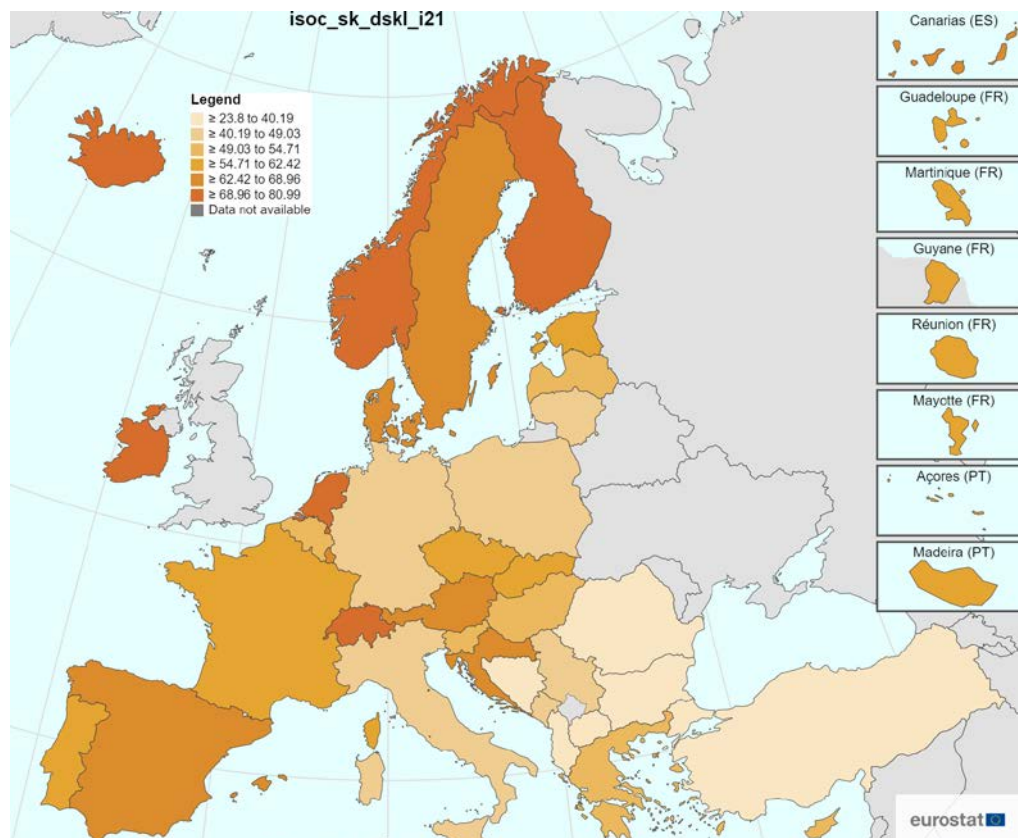 isoc_sk_dskl_i21
Legend
≥ 23.8 to 40.19
≥ 40.19 to 49.03
≥ 49.03 to 54.71
≥ 54.71 to 62.42
≥ 62.42 to 68.96
≥ 68.96 to 80.99
Data not available
Canarias (ES)
Guadeloupe (FR)
Martinique (FR)
Guyane (FR)
Réunion (FR)
Mayotte (FR)
Açores (PT)
Madeira (PT)
eurostat